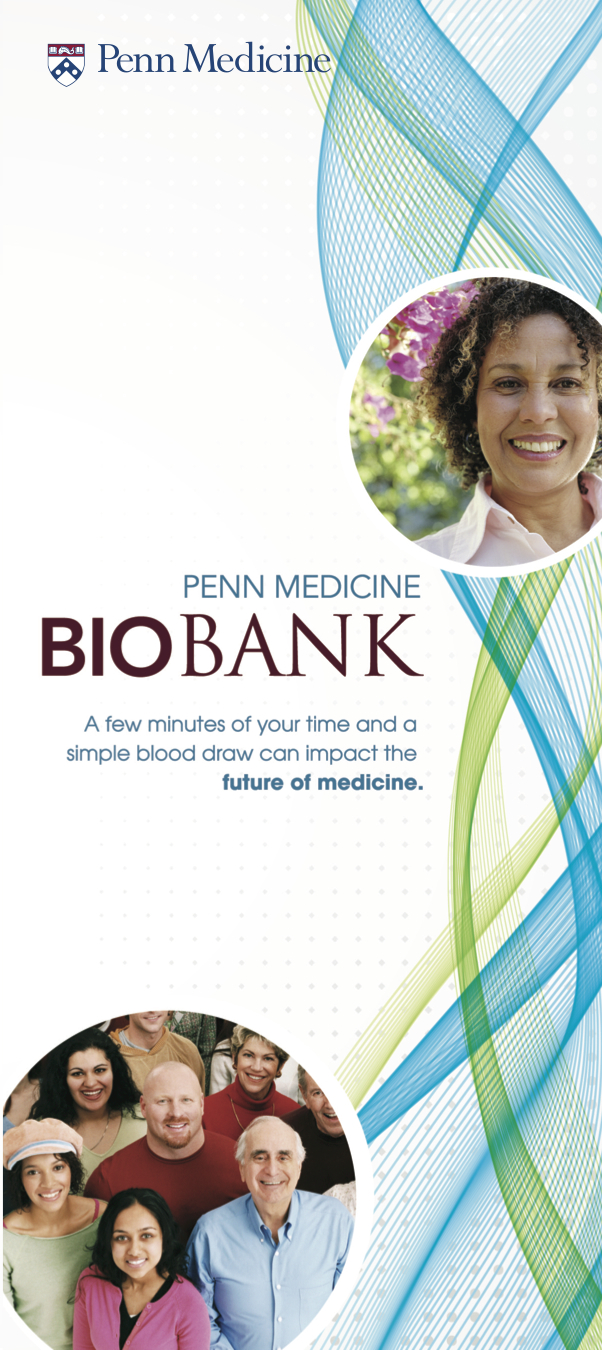 Penn Medicine
PENN MEDICINE
BIOBANK
A few minutes of your time and a
simple blood draw can impact the
future of medicine.